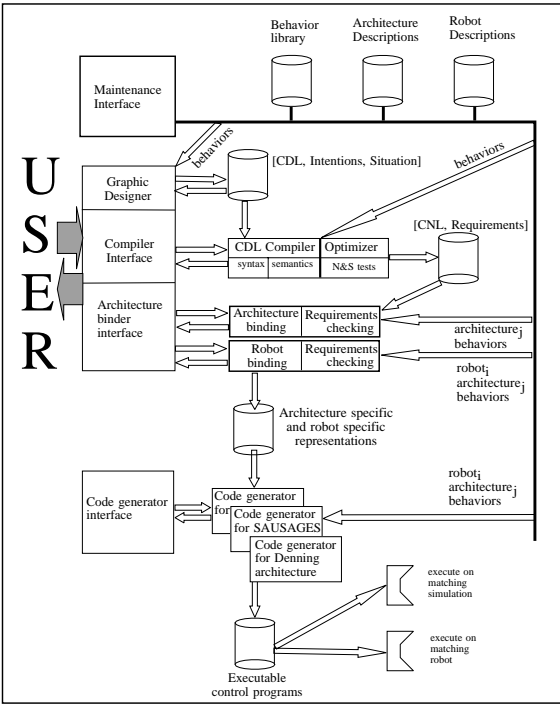 Behavior
library
Architecture
Descriptions
Robot
Descriptions
Maintenance
Interface
behaviors
USER
Graphic
Designer
[CDL, Intentions, Situation]
behaviors
[CNL, Requirements]
Compiler
Interface
CDL Compiler
Optimizer
syntax
semantics
N&S tests
Architecture
binder
interface
Architecture
binding
Requirements
checking
architecture j
behaviors
Robot
binding
Requirements
checking
robot i
architecture j
behaviors
Architecture specific
and robot specific
representations
robot i
architecture j
behaviors
Code generator
interface
Code generator
for
Code generator
for SAUSAGES
Code generator
for Denning
architecture
execute on
matching
simulation
execute on
matching
robot
Executable
control programs